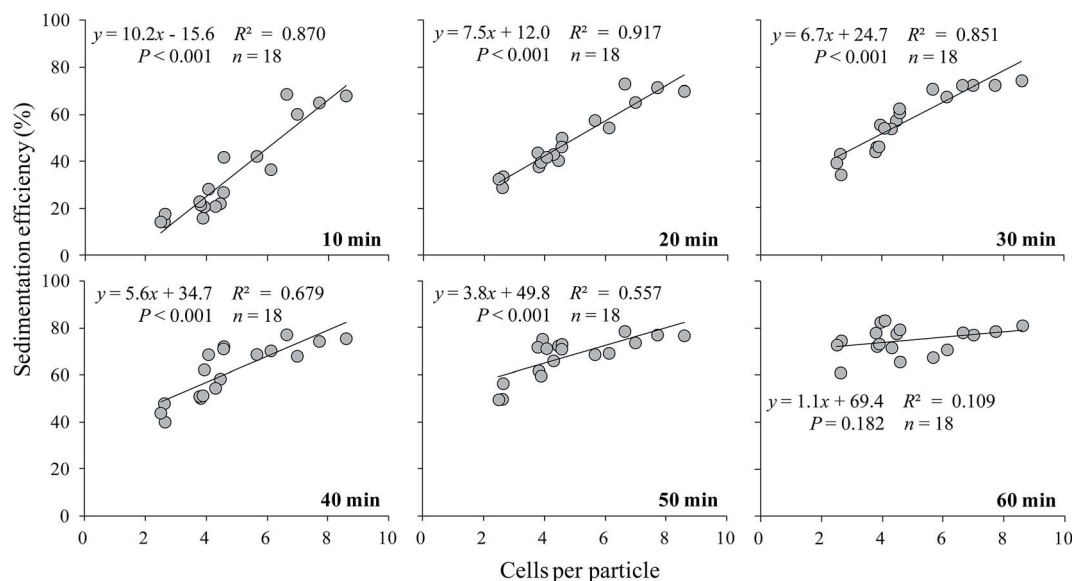 Sedimentation efficiency (%)
100
80
60
40
20
0
y = 10.2x - 15.6 R² = 0.870
P < 0.001 n = 18
10 min
y = 7.5x + 12.0 R² = 0.917
P < 0.001 n = 18
20 min
y = 6.7x + 24.7 R² = 0.851
P < 0.001 n = 18
30 min
100
80
60
40
20
0
y = 5.6x + 34.7 R² = 0.679
P < 0.001 n = 18
40 min
0 2 4 6 8 10
y = 3.8x + 49.8 R² = 0.557
P < 0.001 n = 18
50 min
0 2 4 6 8 10
y = 1.1x + 69.4 R² = 0.109
P = 0.182 n = 18
60 min
0 2 4 6 8 10
Cells per particle